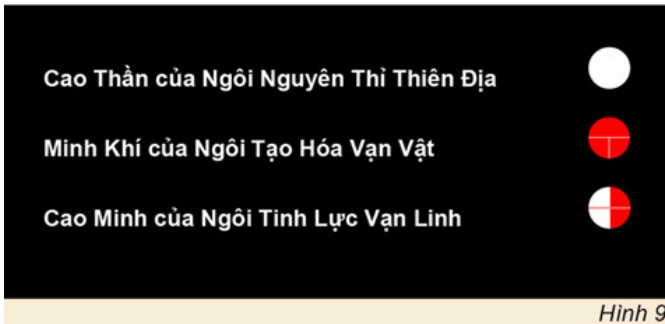 Cao Thần của Ngôi Nguyên Thỉ Thiên Địa
Minh Khí của Ngôi Tạo Hóa Vạn Vật
Cao Minh của Ngôi Tinh Lực Vạn Linh
Hình 9